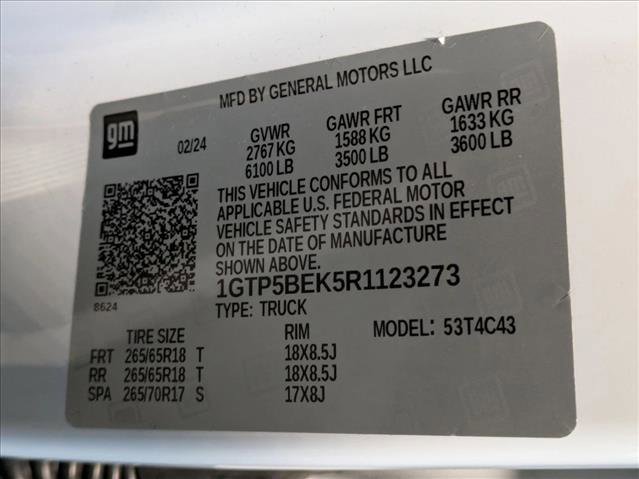 MFD BY GENERAL MOTORS LLC
gm
02/24
GVWR GAWR FRT GAWR RR
2767 KG 1588 KG 1633 KG
6100 LB 3500 LB 3600 LB
THIS VEHICLE CONFORMS TO ALL
APPLICABLE U.S. FEDERAL MOTOR
VEHICLE SAFETY STANDARDS IN EFFECT
ON THE DATE OF MANUFACTURE
SHOWN ABOVE.
8624
1GTP5BEK5R1123273
TYPE: TRUCK MODEL: 53T4C43
TIRE SIZE RIM
FRT 265/65R18 T 18X8.5J
RR 265/65R18 T 18X8.5J
SPA 265/70R17 S 17X8J